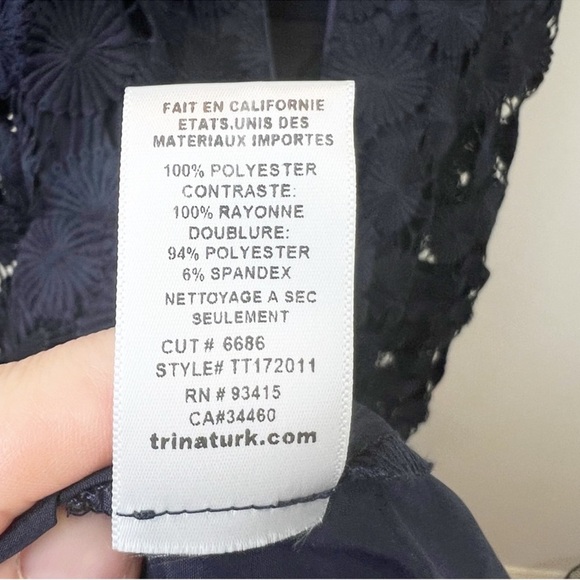 FAIT EN CALIFORNIE
ETATS.UNIS DES
MATERIAUX IMPORTES
100% POLYESTER
CONTRASTE:
100% RAYONNE
DOUBLURE:
94% POLYESTER
6% SPANDEX
NETTOYAGE A SEC
SEULEMENT
CUT# 6686
STYLE# TT172011
RN # 93415
CA#34460
trinaturk.com